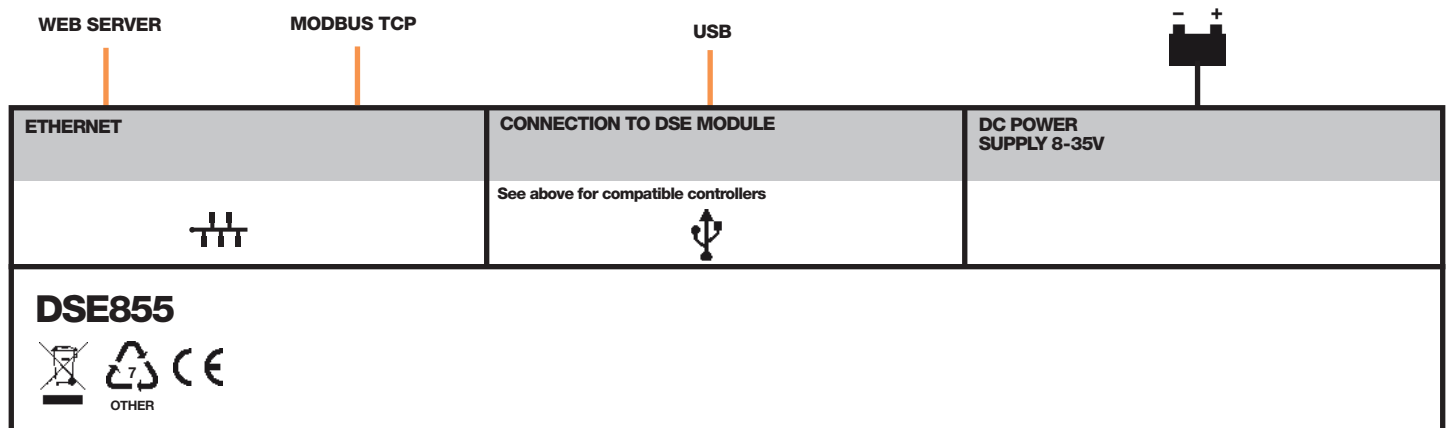 WEB SERVER
MODBUS TCP
USB
– +
ETHERNET
CONNECTION TO DSE MODULE
DC POWER
SUPPLY 8-35V
See above for compatible controllers
DSE855
7
CE
OTHER